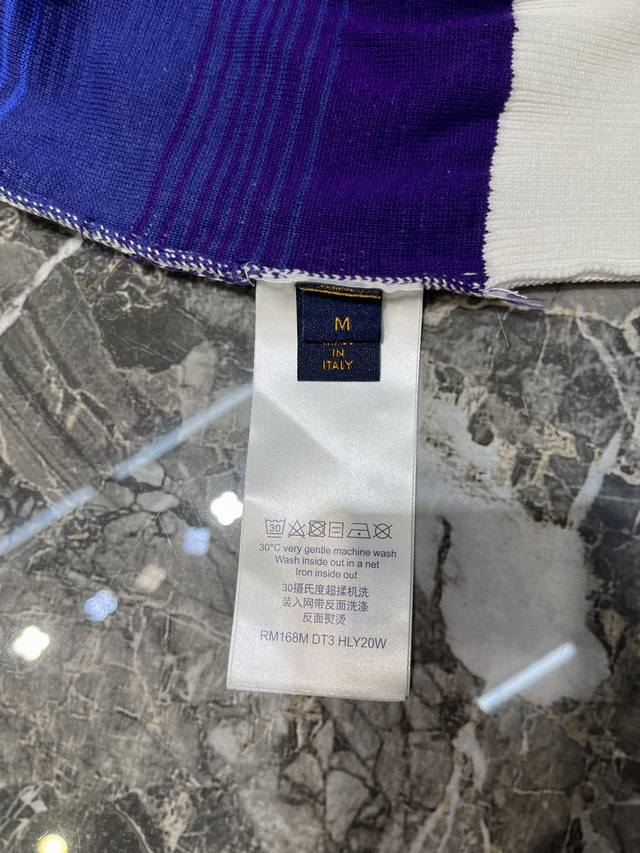 M
MADE
IN
ITALY
30
30°C very gentle machine wash
Wash inside out in a net
Iron inside out
30摄氏度超揉机洗
装入网带反面洗涤
反面熨烫
RM168M DT3 HLY20W